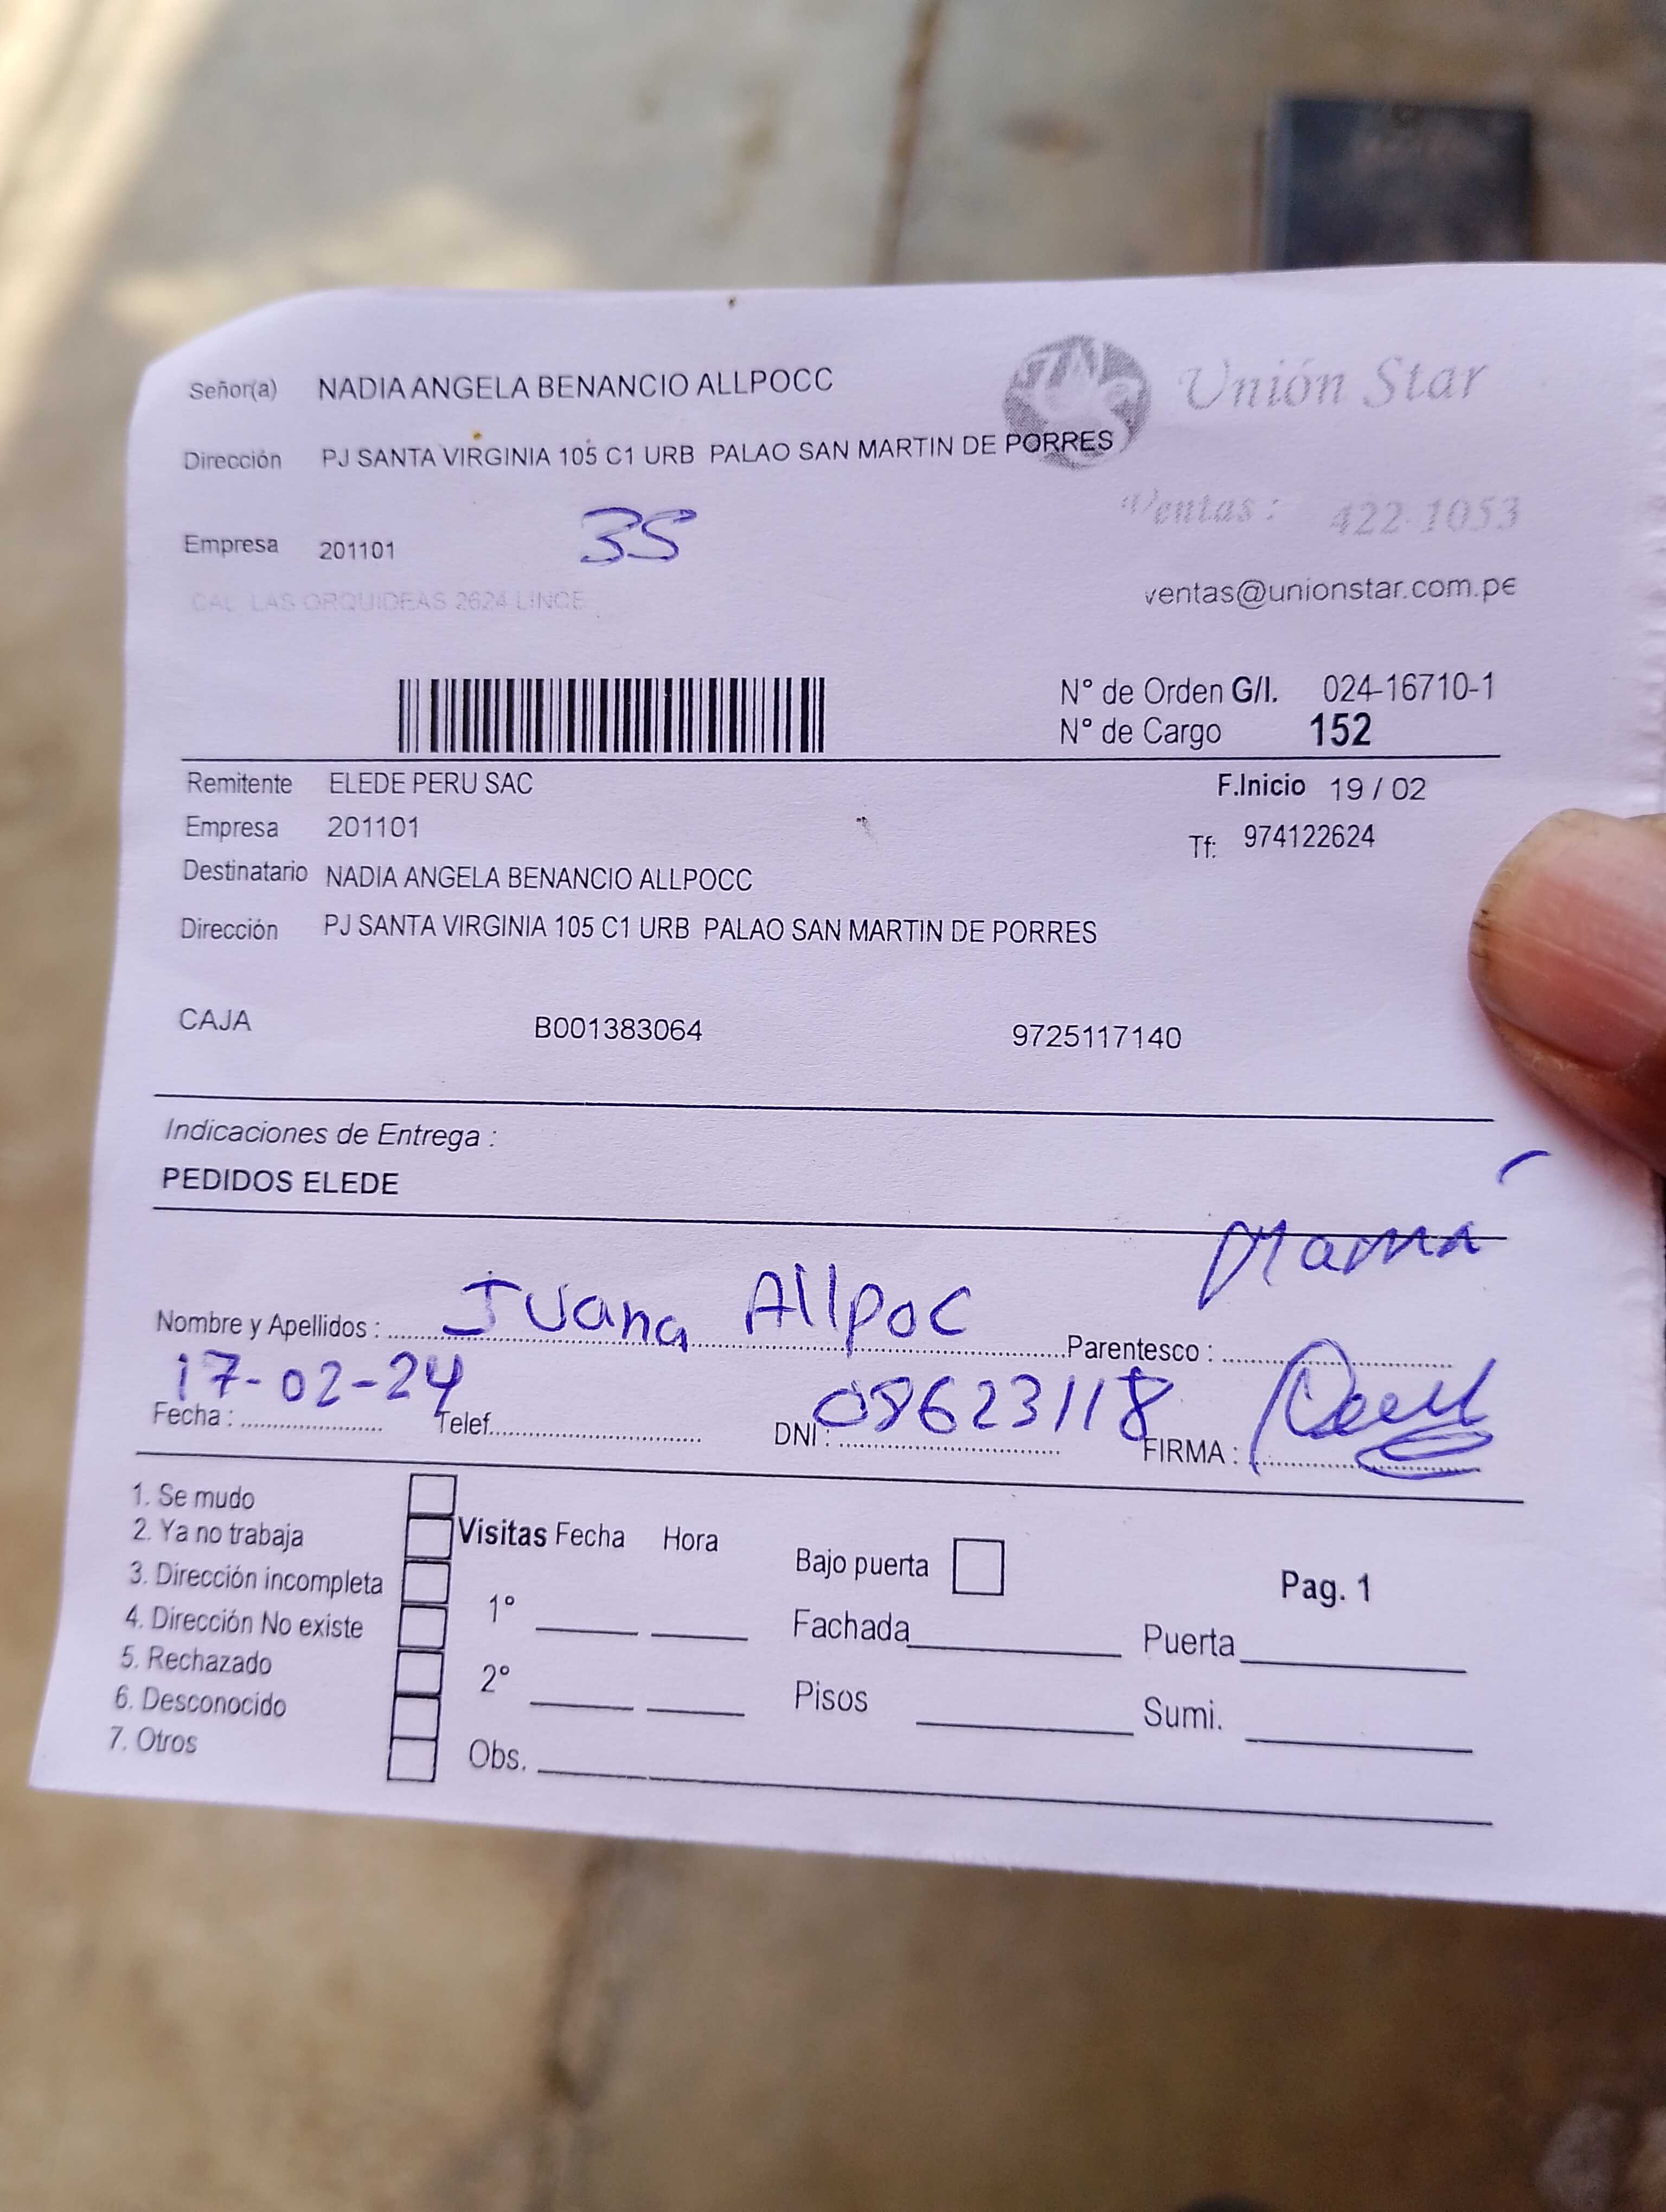 Señor(a) NADIA ANGELA BENANCIO ALLPOCC
Unión Star
Dirección PJ SANTA VIRGINIA 105 C1 URB PALAO SAN MARTIN DE PORRES
Ventas : 422-1053
Empresa 201101 35
CAL LAS ORQUIDEAS 2624 LINCE
ventas@unionstar.com.pe
N° de Orden G/I. 024-16710-1
N° de Cargo 152
Remitente ELEDE PERU SAC F.Inicio 19 / 02
Empresa 201101 Tf: 974122624
Destinatario NADIA ANGELA BENANCIO ALLPOCC
Dirección PJ SANTA VIRGINIA 105 C1 URB PALAO SAN MARTIN DE PORRES
CAJA B001383064 9725117140
Indicaciones de Entrega :
PEDIDOS ELEDE
Nombre y Apellidos : Juana Allpoc Parentesco : Mamá
Fecha : 17-02-24 Telef. DNI : 08623118 FIRMA :
1. Se mudo
2. Ya no trabaja
3. Dirección incompleta
4. Dirección No existe
5. Rechazado
6. Desconocido
7. Otros
Visitas Fecha Hora
1°
2°
Obs.
Bajo puerta Pag. 1
Fachada Puerta
Pisos Sumi.